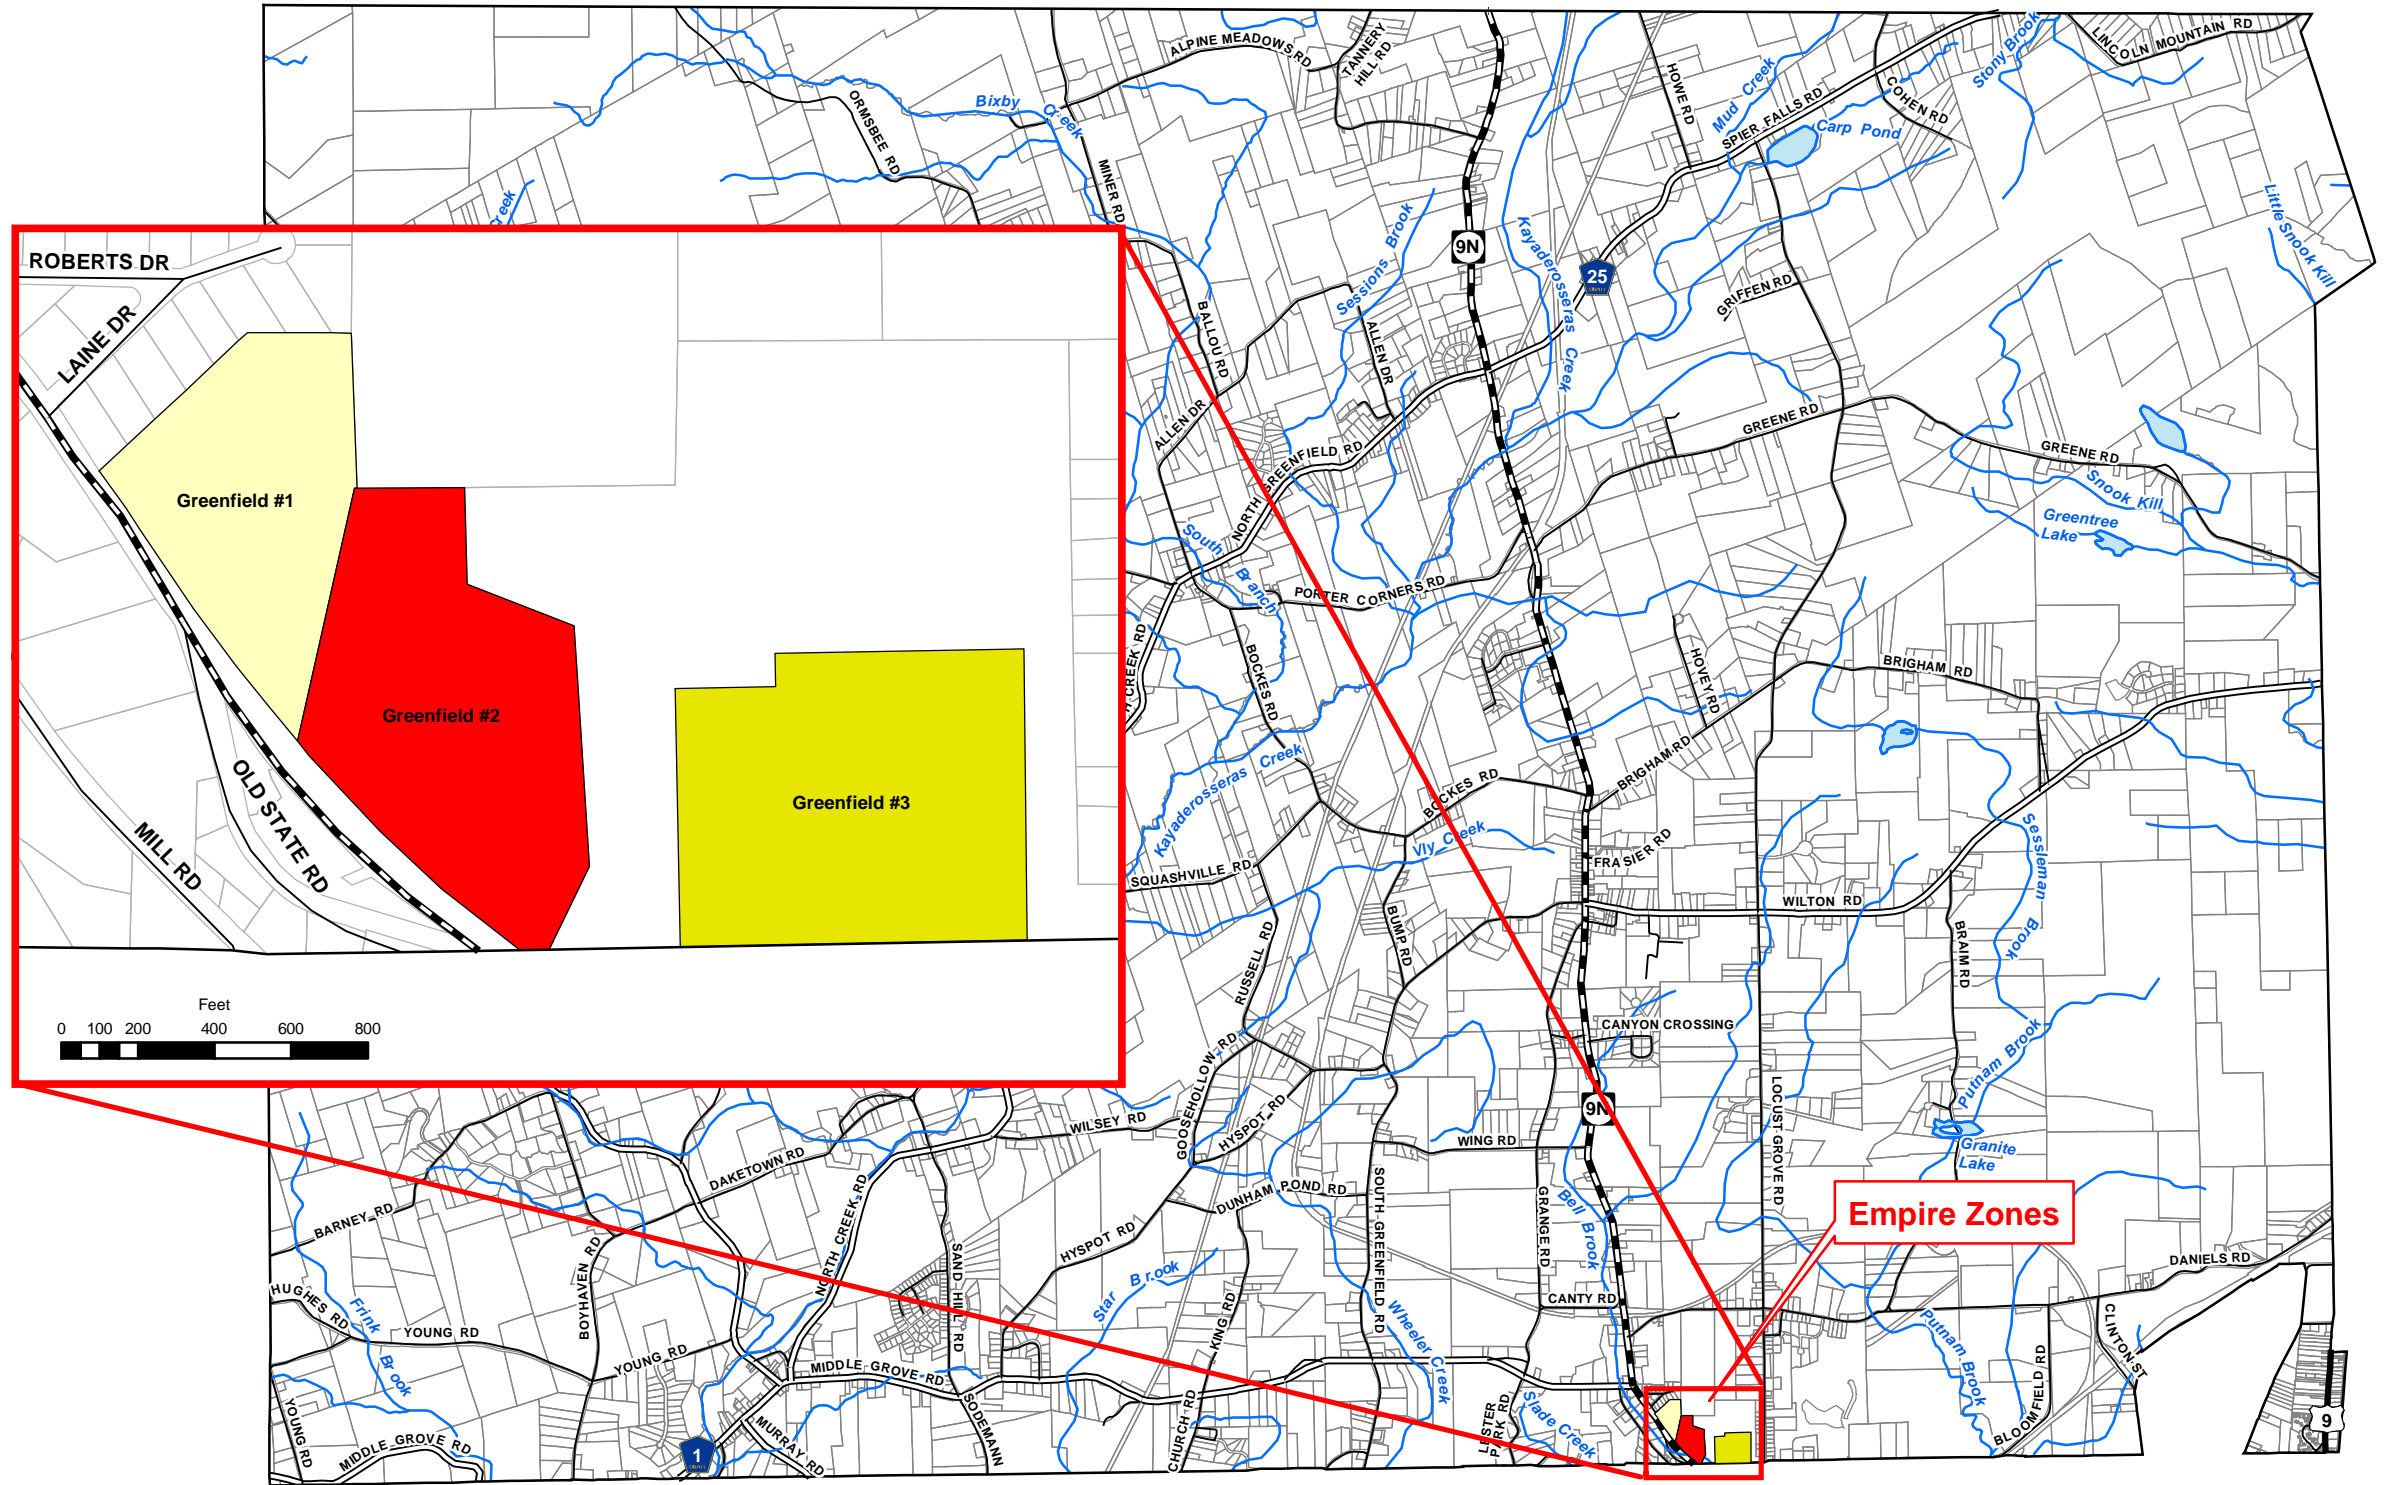 LINCOLN MOUNTAIN RD
Stony Brook
ALPINE MEADOWS RD
TANNERY
HILL RD
HOWE RD
Mud Creek
SPIER FALLS RD
COHEN RD
Carp Pond
ORMSBEE RD
Bixby Creek
MINER RD
Creek
Little Snook Kill
Sessions Brook
9N
Kayaderosseras Creek
25
GRIFFEN RD
ROBERTS DR
LAINE DR
BALLOU RD
ALLEN DR
ALLEN DR
GREENE RD
GREENE RD
NORTH GREENFIELD RD
Snook Kill
Greentree
Lake
Greenfield #1
South Branch
PORTER CORNERS RD
H CREEK RD
BOCKES RD
HOVEY RD
BRIGHAM RD
Greenfield #2
Greenfield #3
OLD STATE RD
MILL RD
Kayaderosseras Creek
BOCKES RD
BRIGHAM RD
Vly Creek
FRASIER RD
SQUASHVILLE RD
Sessleman Brook
WILTON RD
BUMP RD
RUSSELL RD
BRAIM RD
Feet
0 100 200 400 600 800
CANYON CROSSING
GOOSEHOLLOW RD
HYSPOT RD
Putnam Brook
9N
LOCUST GROVE RD
WILSEY RD
WING RD
Granite
Lake
DAKETOWN RD
NORTH CREEK RD
DUNHAM POND RD
SOUTH GREENFIELD RD
GRANGE RD
Bell Brook
Empire Zones
BARNEY RD
HYSPOT RD
BOYHAVEN RD
SAND HILL RD
Star Brook
DANIELS RD
HUGHES RD
Frink Brook
YOUNG RD
YOUNG RD
KING RD
CANTY RD
Wheeler Creek
Putnam Brook
CLINTON ST
MIDDLE GROVE RD
YOUNG RD
MIDDLE GROVE RD
1
MURRAY RD
SODEMANN
CHURCH RD
LESTER
PARK RD
Slade Creek
BLOOMFIELD RD
9